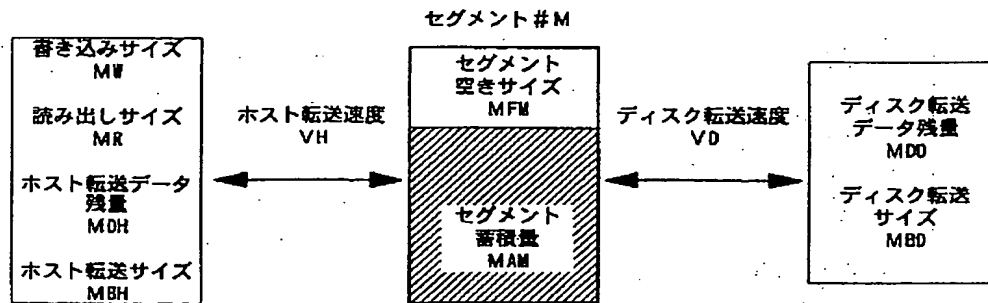 セグメント#M
書き込みサイズ
MW
読み出しサイズ
MR
ホスト転送データ
残量
MDH
ホスト転送サイズ
MBH
ホスト転送速度
VH
セグメント
空きサイズ
MFM
セグメント
蓄積量
MAM
ディスク転送速度
VD
ディスク転送
データ残量
MDD
ディスク転送
サイズ
MBD